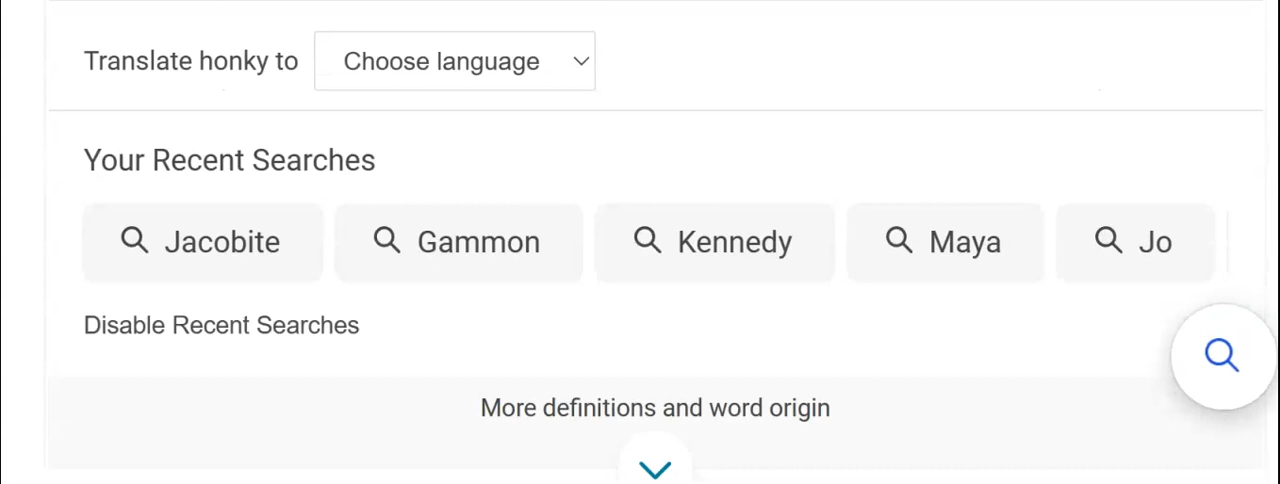 Translate honky to Choose language
Your Recent Searches
Jacobite Gammon Kennedy Maya Jo
Disable Recent Searches
More definitions and word origin